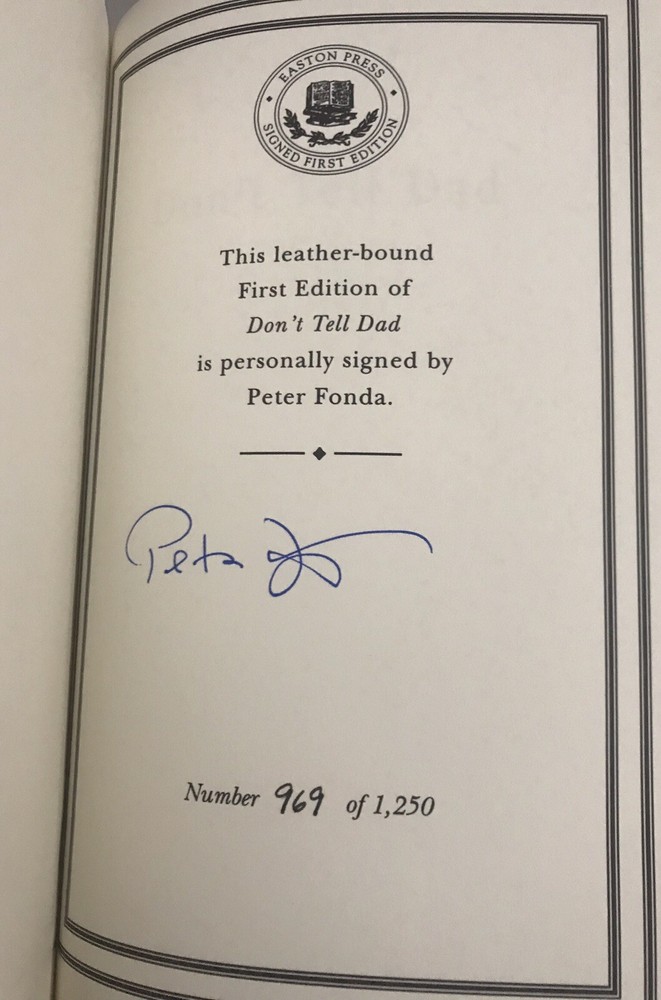 EASTON PRESS
SIGNED FIRST EDITION
This leather-bound
First Edition of
Don't Tell Dad
is personally signed by
Peter Fonda.
Peter
Number 969 of 1,250